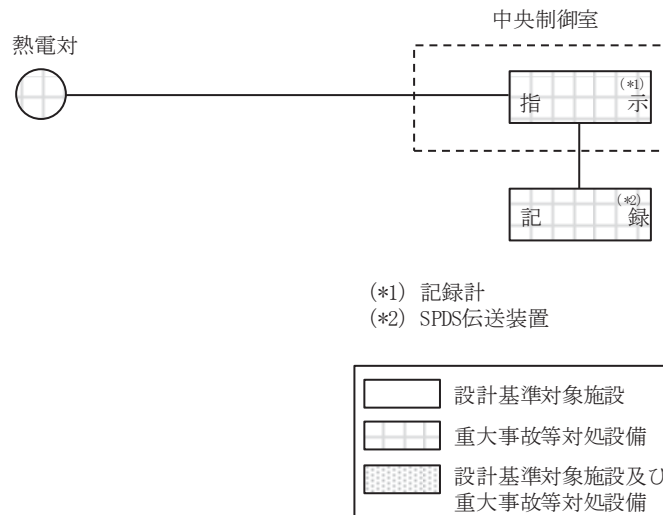 中央制御室
熱電対
(*1)
指 示
(*2)
記 録
(*1) 記録計
(*2) SPDS伝送装置
設計基準対象施設
重大事故等対処設備
設計基準対象施設及び
重大事故等対処設備